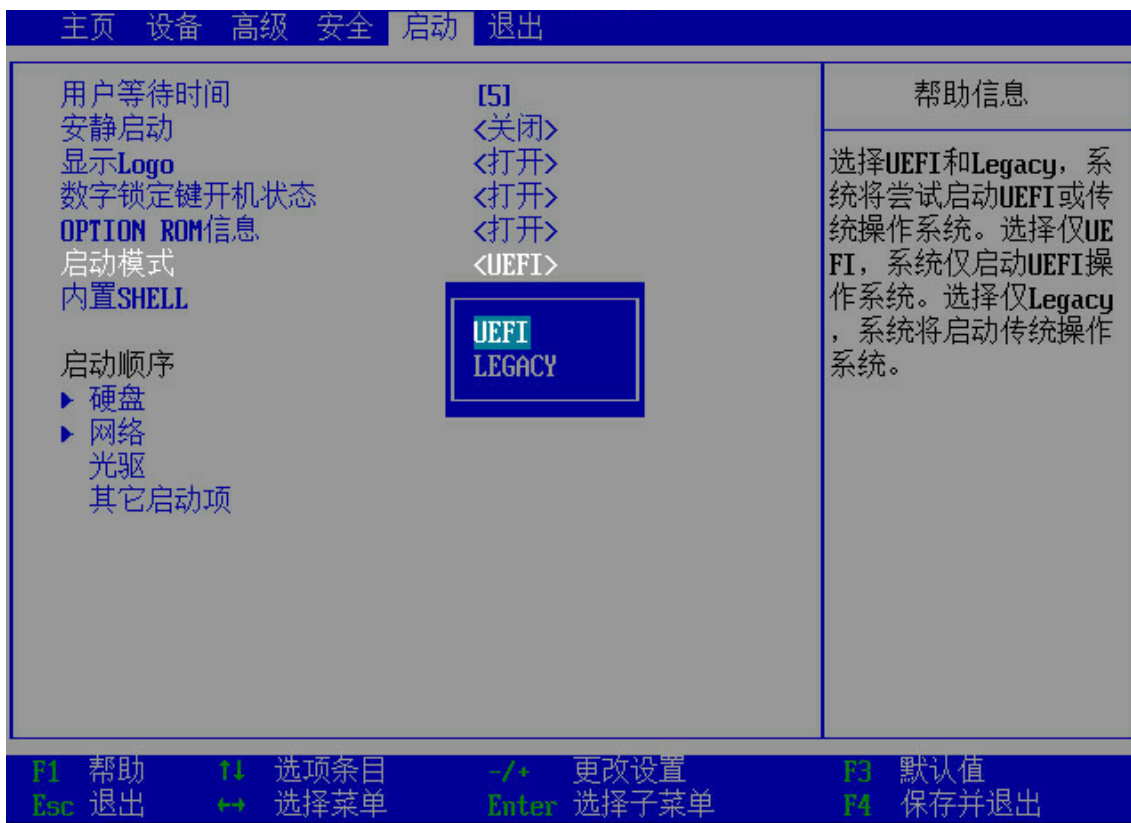 主页 设备 高级 安全 启动 退出
用户等待时间 [5]
安静启动 <关闭>
显示Logo <打开>
数字锁定键开机状态 <打开>
OPTION ROM信息 <打开>
启动模式 <UEFI>
内置SHELL
UEFI
LEGACY
启动顺序
硬盘
网络
光驱
其它启动项
帮助信息
选择UEFI和Legacy，系
统将尝试启动UEFI或传
统操作系统。选择仅UE
FI，系统仅启动UEFI操
作系统。选择仅Legacy
，系统将启动传统操作
系统。
F1 帮助 ↑↓ 选项条目 -/+ 更改设置 F3 默认值
Esc 退出 ←→ 选择菜单 Enter 选择子菜单 F4 保存并退出